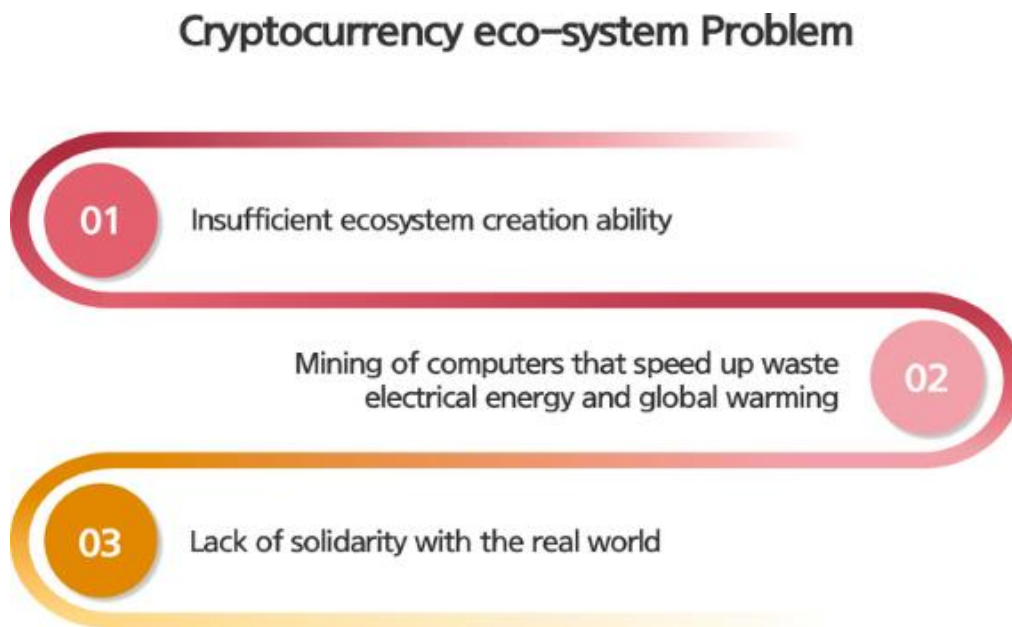 Cryptocurrency eco-system Problem
01
Insufficient ecosystem creation ability
Mining of computers that speed up waste
electrical energy and global warming
02
03
Lack of solidarity with the real world